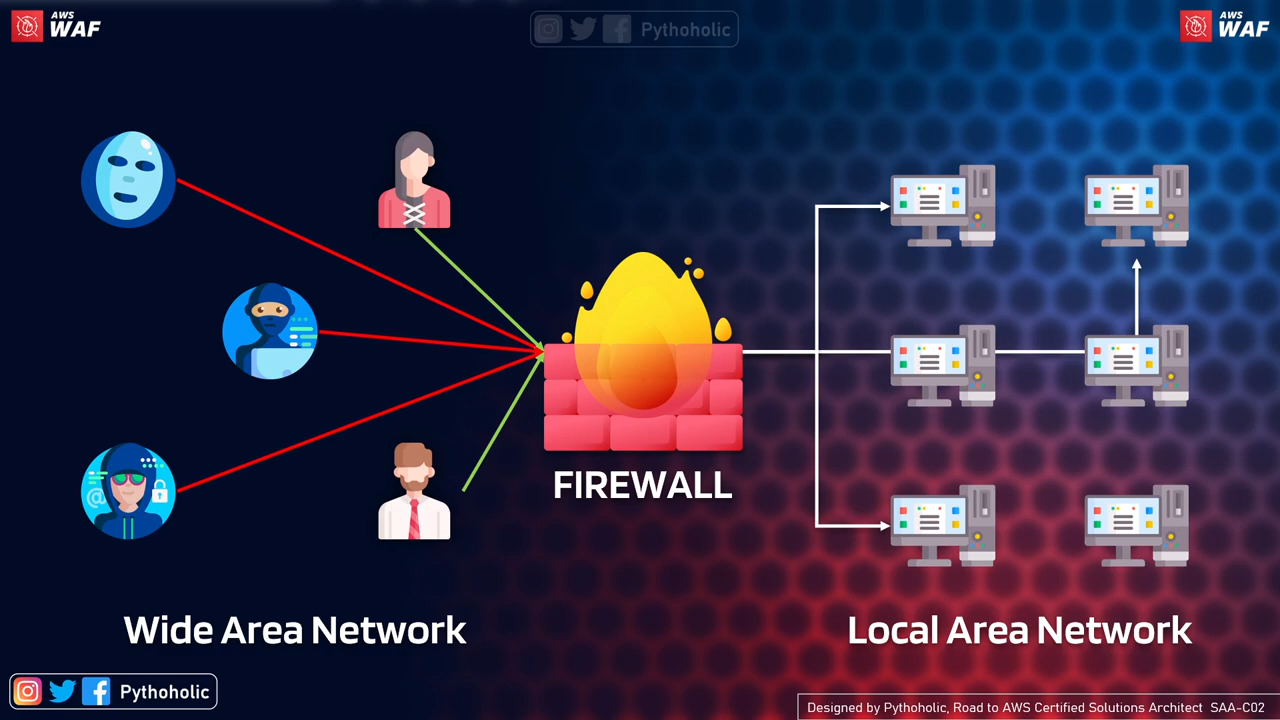 AWS
WAF
Pythoholic
AWS
WAF
FIREWALL
Wide Area Network
Local Area Network
Pythoholic
Designed by Pythoholic, Road to AWS Certified Solutions Architect SAA-C02